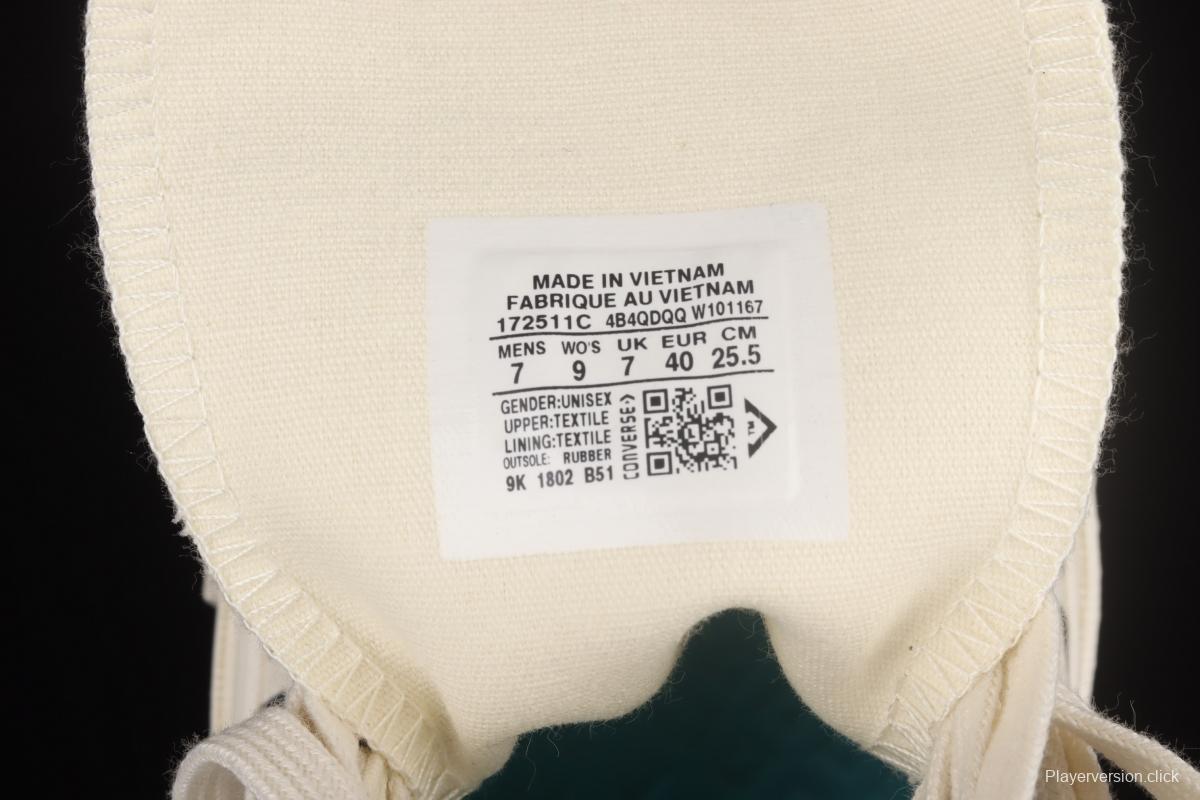 MADE IN VIETNAM
FABRIQUE AU VIETNAM
172511C 4B4QDQQ W101167
MENS WO'S UK EUR CM
7 9 7 40 25.5
GENDER:UNISEX
UPPER:TEXTILE
LINING:TEXTILE
OUTSOLE: RUBBER
9K 1802 B51
CONVERSE
TM
Playerversion.click